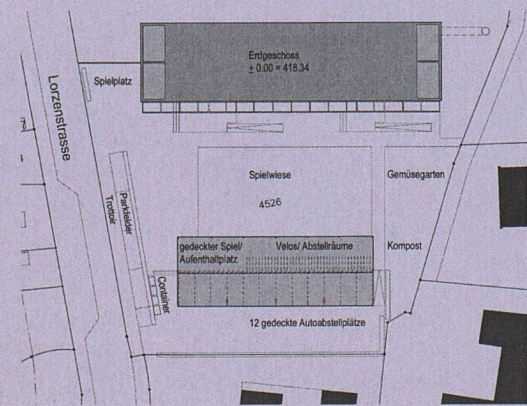 Erdgeschoss
± 0.00 = 418.34
Spielplatz
Lorzenstrasse
Spielwiese
Gemüsegarten
4526
Parkfelder
Trottoir
gedeckter Spiel/
Aufenthaltplatz
Velos/ Abstellräume
Kompost
Container
12 gedeckte Autoabstellplätze